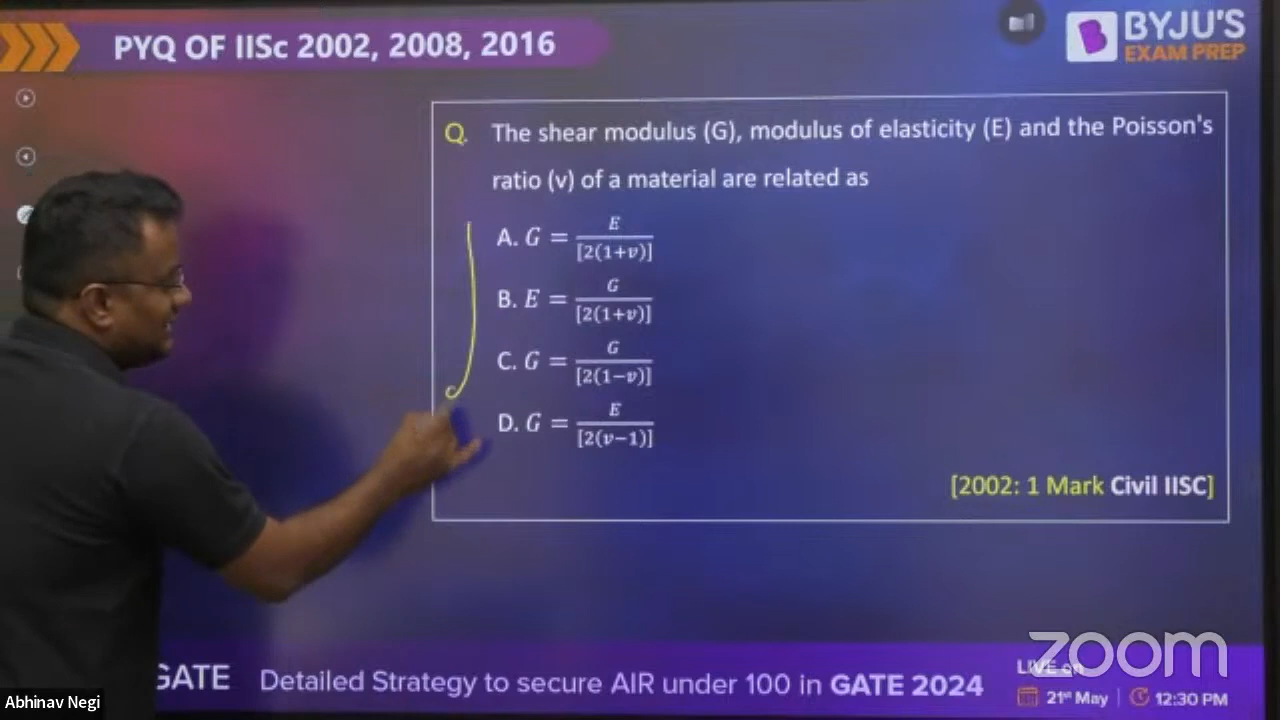 PYQ OF IISc 2002, 2008, 2016
BYJU'S
EXAM PREP
Q. The shear modulus (G), modulus of elasticity (E) and the Poisson's
ratio (v) of a material are related as
A. G = E/[2(1+v)]
B. E = G/[2(1+v)]
C. G = G/[2(1−v)]
D. G = E/[2(v−1)]
[2002: 1 Mark Civil IISC]
GATE Detailed Strategy to secure AIR under 100 in GATE 2024
LIVE on
21st May | 12:30 PM
zoom
Abhinav Negi